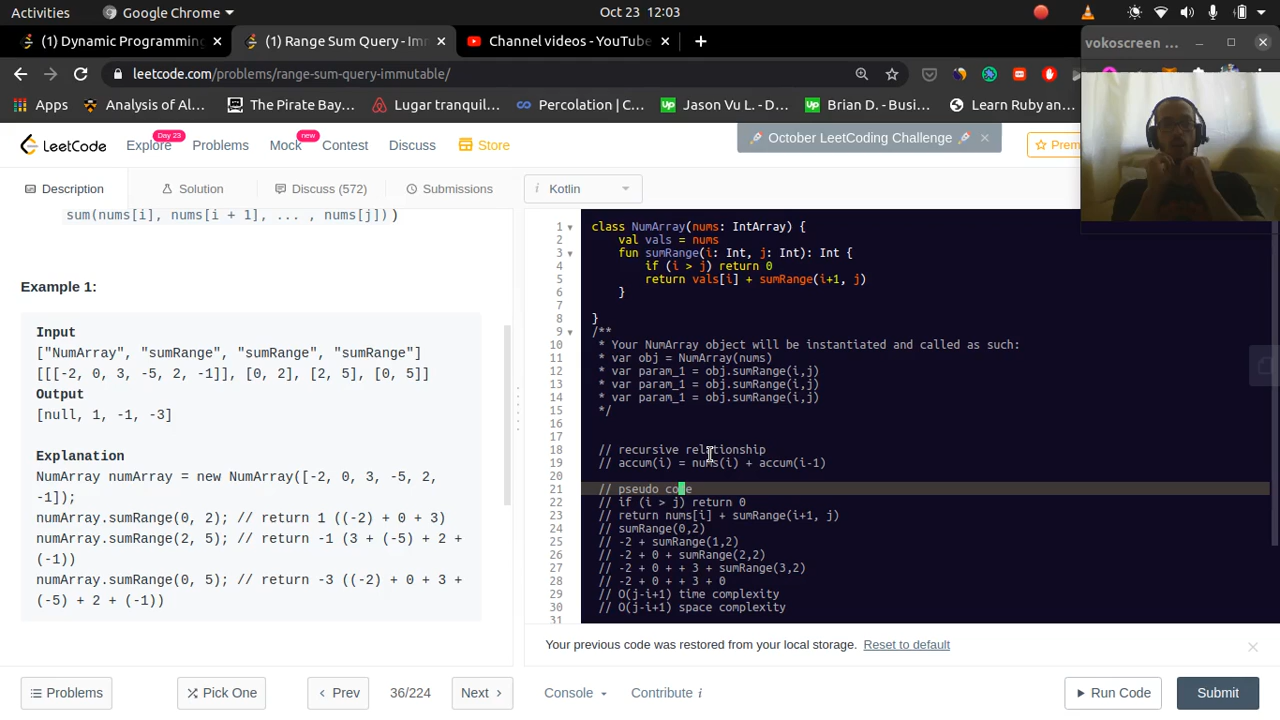 Activities
Google Chrome
Oct 23 12:03
(1) Dynamic Programming
(1) Range Sum Query - Im
Channel videos - YouTube
vokoscreen ...
leetcode.com/problems/range-sum-query-immutable/
Apps
Analysis of Al...
The Pirate Bay...
Lugar tranquil...
Percolation | C...
Jason Vu L. - D...
Brian D. - Busi...
Learn Ruby an...
LeetCode
Explore
Day 23
Problems
Mock
new
Contest
Discuss
Store
October LeetCoding Challenge
Prem
Description
Solution
Discuss (572)
Submissions
i Kotlin
sum(nums[i], nums[i + 1], ... , nums[j]))
Example 1:
Input
["NumArray", "sumRange", "sumRange", "sumRange"]
[[[-2, 0, 3, -5, 2, -1]], [0, 2], [2, 5], [0, 5]]
Output
[null, 1, -1, -3]
Explanation
NumArray numArray = new NumArray([-2, 0, 3, -5, 2,
-1]);
numArray.sumRange(0, 2); // return 1 ((-2) + 0 + 3)
numArray.sumRange(2, 5); // return -1 (3 + (-5) + 2 +
(-1))
numArray.sumRange(0, 5); // return -3 ((-2) + 0 + 3 +
(-5) + 2 + (-1))
1 class NumArray(nums: IntArray) {
2 val vals = nums
3 fun sumRange(i: Int, j: Int): Int {
4 if (i > j) return 0
5 return vals[i] + sumRange(i+1, j)
6 }
7
8 }
9 /**
10 * Your NumArray object will be instantiated and called as such:
11 * var obj = NumArray(nums)
12 * var param_1 = obj.sumRange(i,j)
13 * var param_1 = obj.sumRange(i,j)
14 * var param_1 = obj.sumRange(i,j)
15 */
16
17
18 // recursive relationship
19 // accum(i) = nums(i) + accum(i-1)
20
21 // pseudo code
22 // if (i > j) return 0
23 // return nums[i] + sumRange(i+1, j)
24 // sumRange(0,2)
25 // -2 + sumRange(1,2)
26 // -2 + 0 + sumRange(2,2)
27 // -2 + 0 + + 3 + sumRange(3,2)
28 // -2 + 0 + + 3 + 0
29 // O(j-i+1) time complexity
30 // O(j-i+1) space complexity
31
Your previous code was restored from your local storage. Reset to default
Problems
Pick One
Prev
36/224
Next
Console
Contribute i
Run Code
Submit